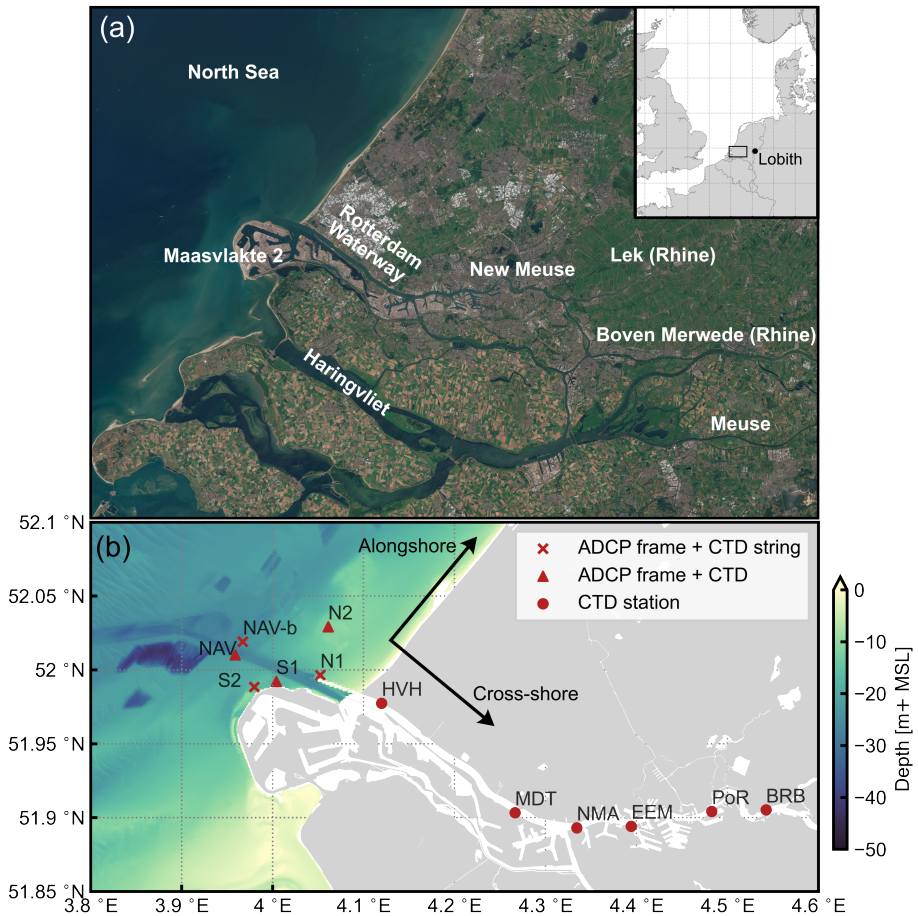 (a)
North Sea
Lobith
Rotterdam
Waterway
Maasvlakte 2
New Meuse
Lek (Rhine)
Boven Merwede (Rhine)
Haringvliet
Meuse
52.1 °N
(b)
Alongshore
ADCP frame + CTD string
ADCP frame + CTD
CTD station
52.05 °N
N2
NAV-b
NAV
52 °N
S1
N1
S2
HVH
Cross-shore
51.95 °N
MDT
NMA
EEM
PoR
BRB
51.9 °N
51.85 °N
3.8 °E
3.9 °E
4.0 °E
4.1 °E
4.2 °E
4.3 °E
4.4 °E
4.5 °E
4.6 °E
0
−10
−20
−30
−40
−50
Depth [m+ MSL]